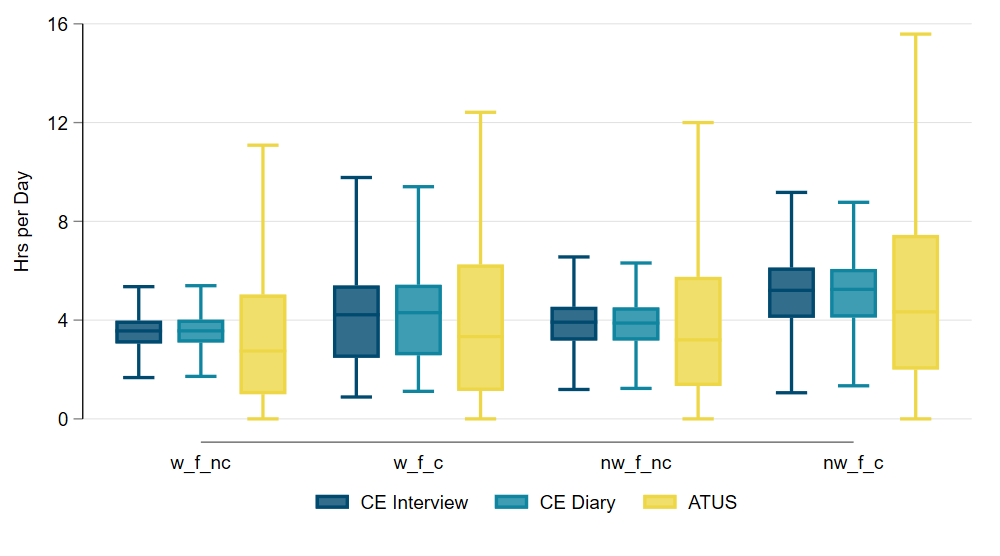 16
12
8
4
0
Hrs per Day
w_f_nc w_f_c nw_f_nc nw_f_c
CE Interview CE Diary ATUS